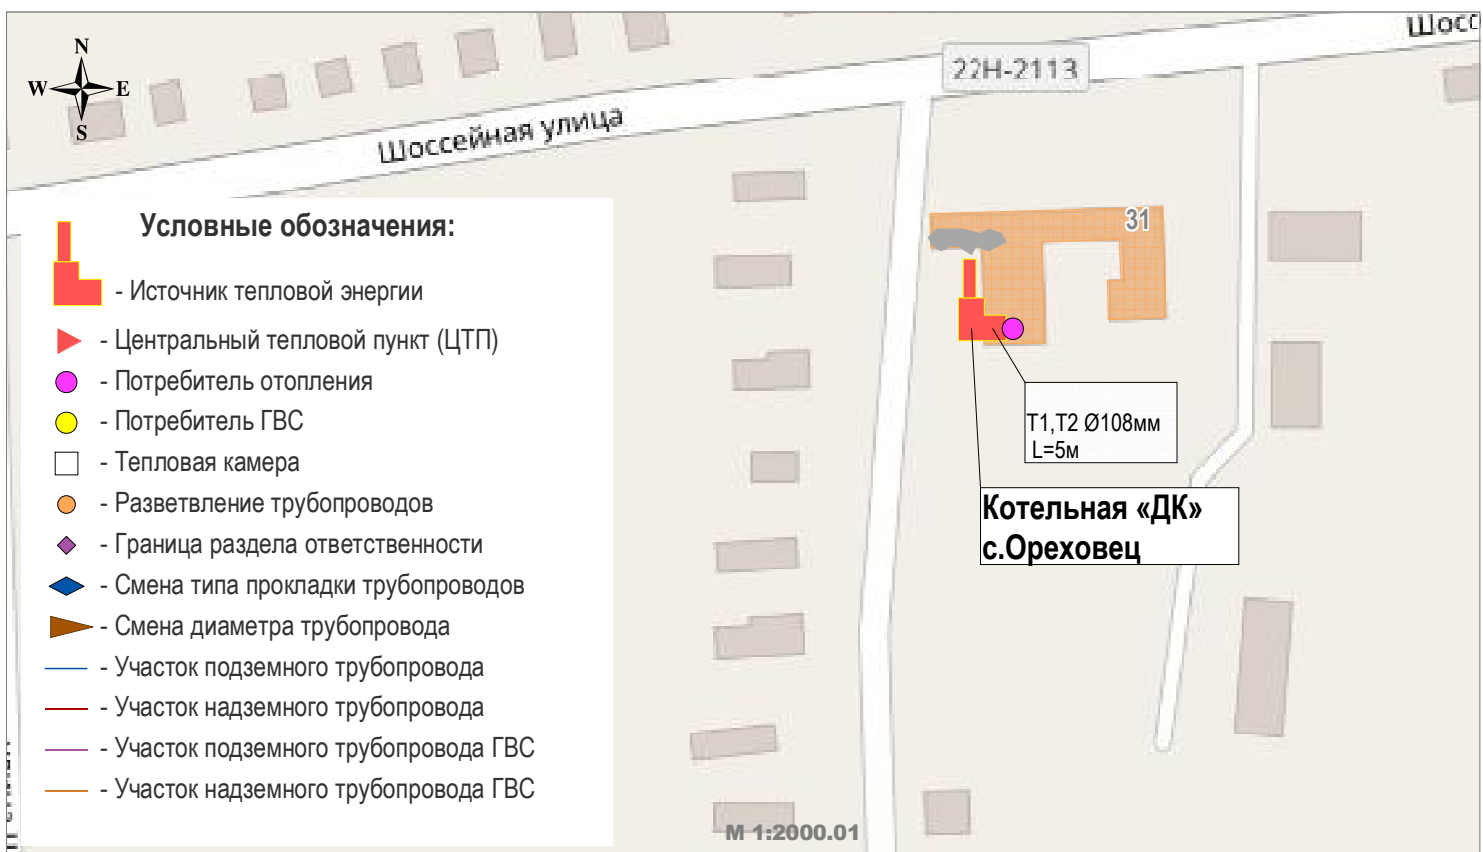 Шосс
22Н-2113
N
W E
S
Шоссейная улица
Условные обозначения:
- Источник тепловой энергии
- Центральный тепловой пункт (ЦТП)
- Потребитель отопления
- Потребитель ГВС
- Тепловая камера
- Разветвление трубопроводов
- Граница раздела ответственности
- Смена типа прокладки трубопроводов
- Смена диаметра трубопровода
- Участок подземного трубопровода
- Участок надземного трубопровода
- Участок подземного трубопровода ГВС
- Участок надземного трубопровода ГВС
31
Т1,Т2 Ø108мм
L=5м
Котельная «ДК»
с.Ореховец
М 1:2000.01